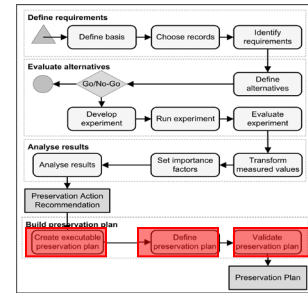 Define requirements
Define basis
Choose records
Identify
requirements
Evaluate alternatives
Go/No-Go
Define
alternatives
Develop
experiment
Run experiment
Evaluate
experiment
Analyse results
Analyse results
Set importance
factors
Transform
measured values
Preservation Action
Recommendation
Build preservation plan
Create executable
preservation plan
Define
preservation plan
Validate
preservation plan
Preservation Plan